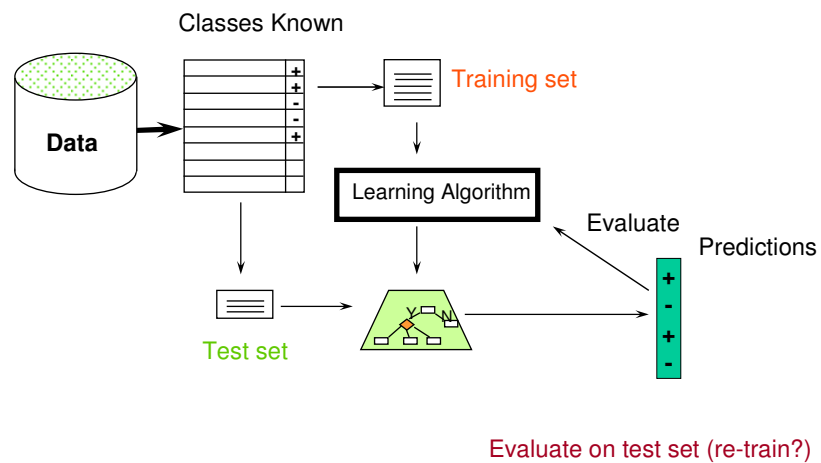 Classes Known
Data
+
+
-
-
+
Training set
Learning Algorithm
Evaluate
Predictions
Y N
Test set
+
-
+
-
Evaluate on test set (re-train?)